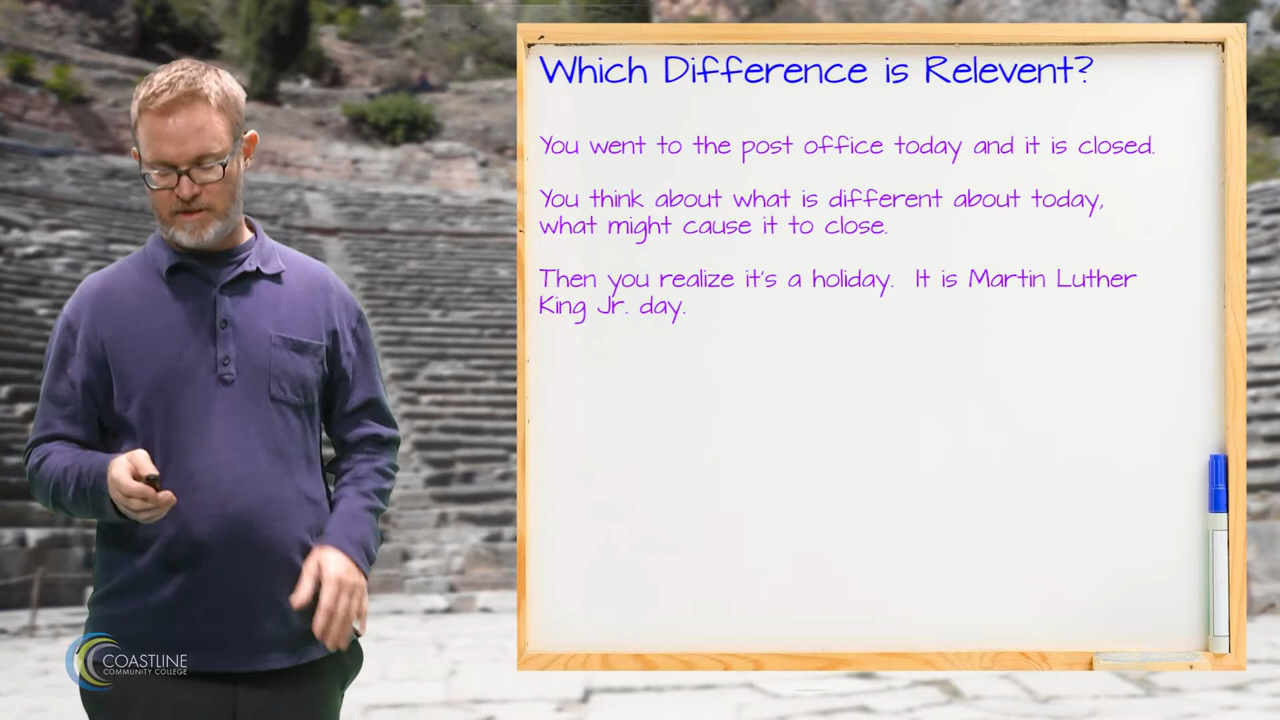 Which Difference is Relevent?
You went to the post office today and it is closed.
You think about what is different about today,
what might cause it to close.
Then you realize it's a holiday. It is Martin Luther
King Jr. day.
COASTLINE
COMMUNITY COLLEGE